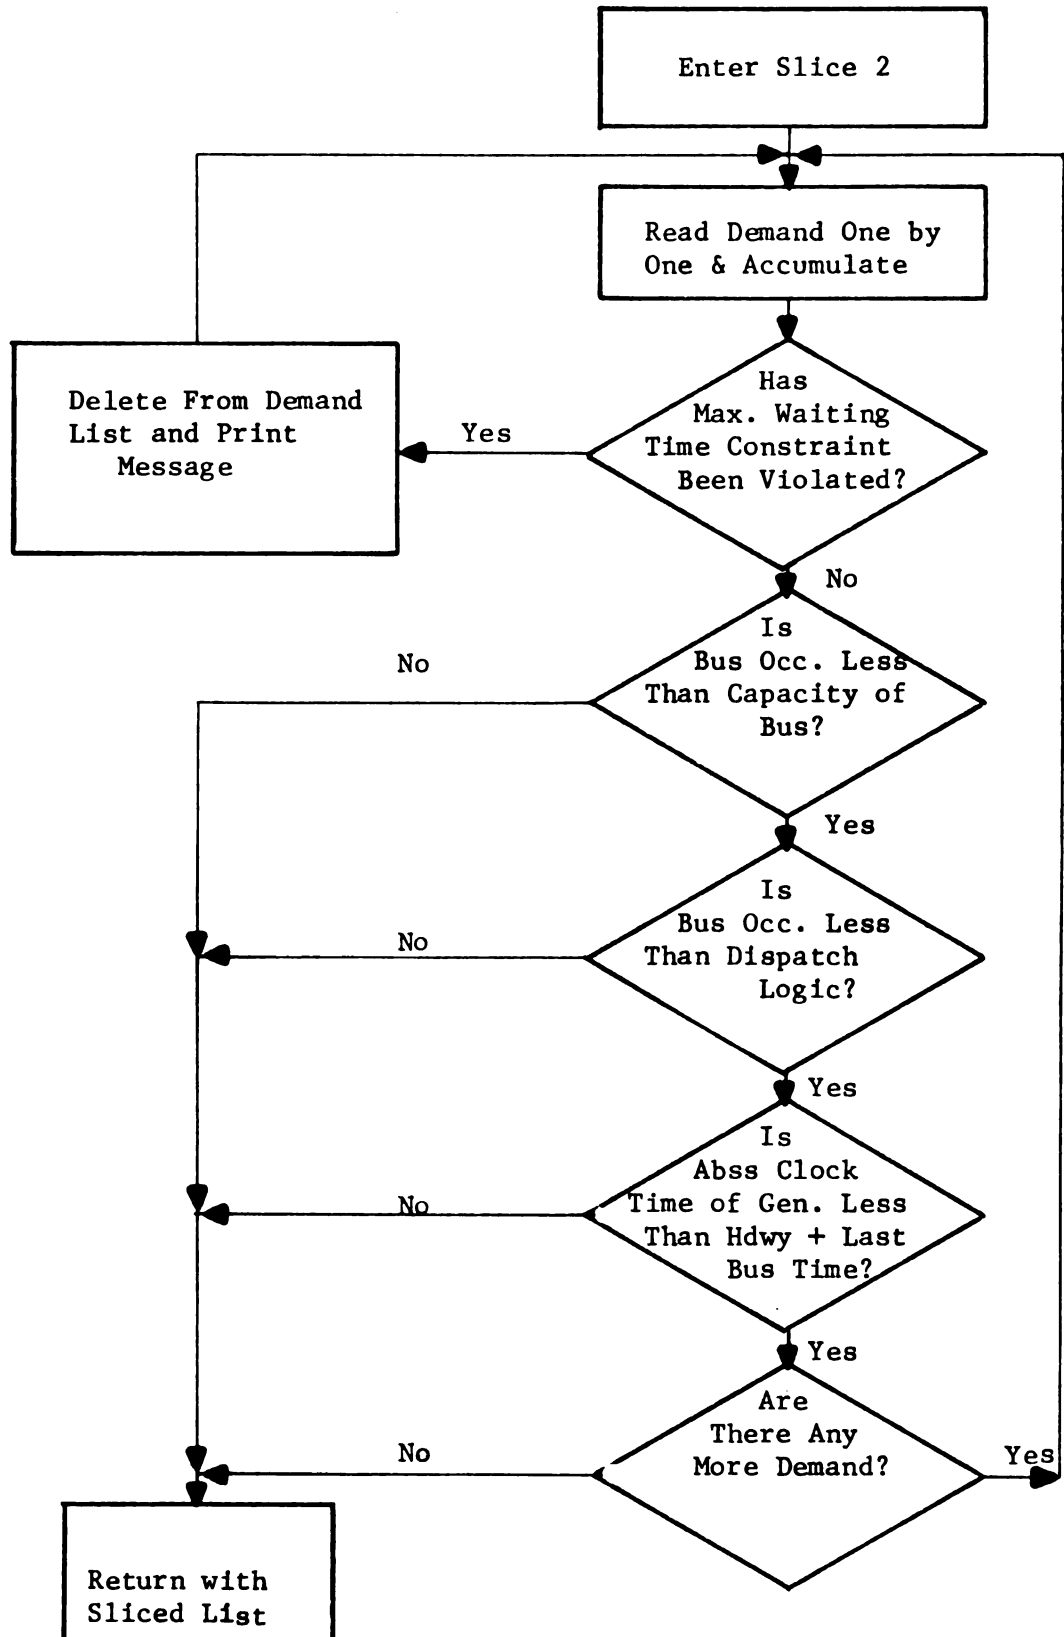 Enter Slice 2
Read Demand One by
One & Accumulate
Has
Max. Waiting
Time Constraint
Been Violated?
Yes
Delete From Demand
List and Print
Message
No
Is
Bus Occ. Less
Than Capacity of
Bus?
No
Yes
Is
Bus Occ. Less
Than Dispatch
Logic?
No
Yes
Is
Abss Clock
Time of Gen. Less
Than Hdwy + Last
Bus Time?
No
Yes
Are
There Any
More Demand?
No
Yes
Return with
Sliced List